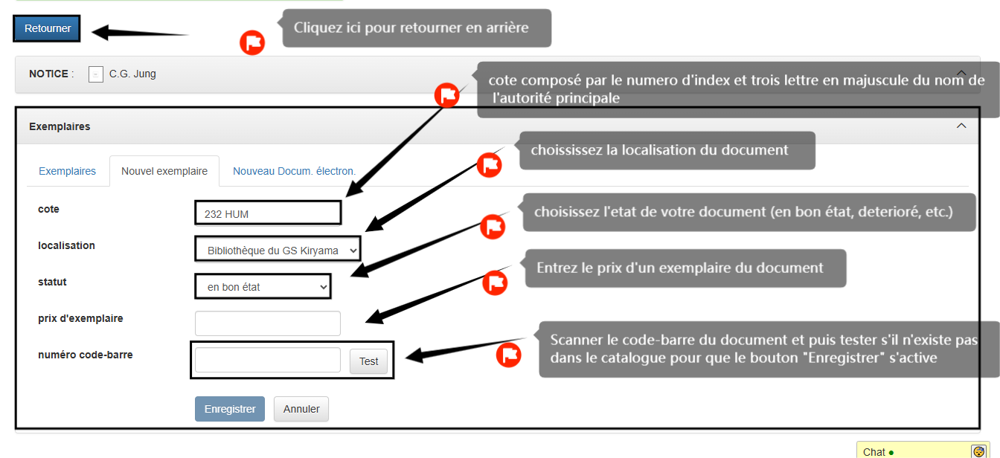 Retourner
Cliquez ici pour retourner en arrière
NOTICE : C.G. Jung
cote composé par le numero d'index et trois lettre en majuscule du nom de
l'autorité principale
Exemplaires
choississez la localisation du document
Exemplaires Nouvel exemplaire Nouveau Docum. électron.
cote 232 HUM
choisissez l'etat de votre document (en bon état, deterioré, etc.)
localisation Bibliothèque du GS Kiryama
Entrez le prix d'un exemplaire du document
statut en bon état
prix d'exemplaire
Scanner le code-barre du document et puis tester s'il n'existe pas
dans le catalogue pour que le bouton "Enregistrer" s'active
numéro code-barre Test
Enregistrer Annuler
Chat